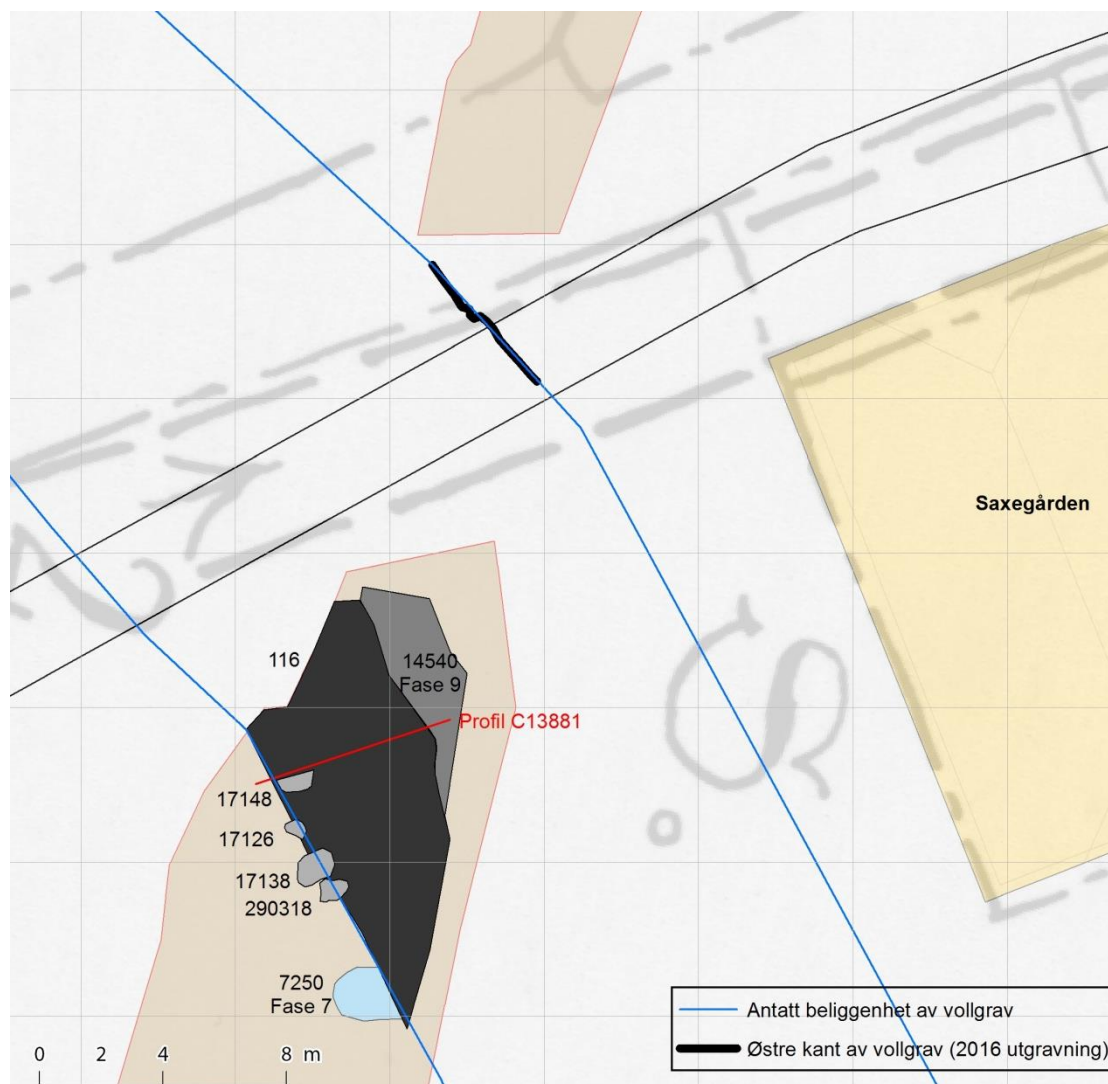 Saxegården
116
14540
Fase 9
Profil C13881
17148
17126
17138
290318
7250
Fase 7
0 2 4 8 m
Antatt beliggenhet av vollgrav
Østre kant av vollgrav (2016 utgravning)